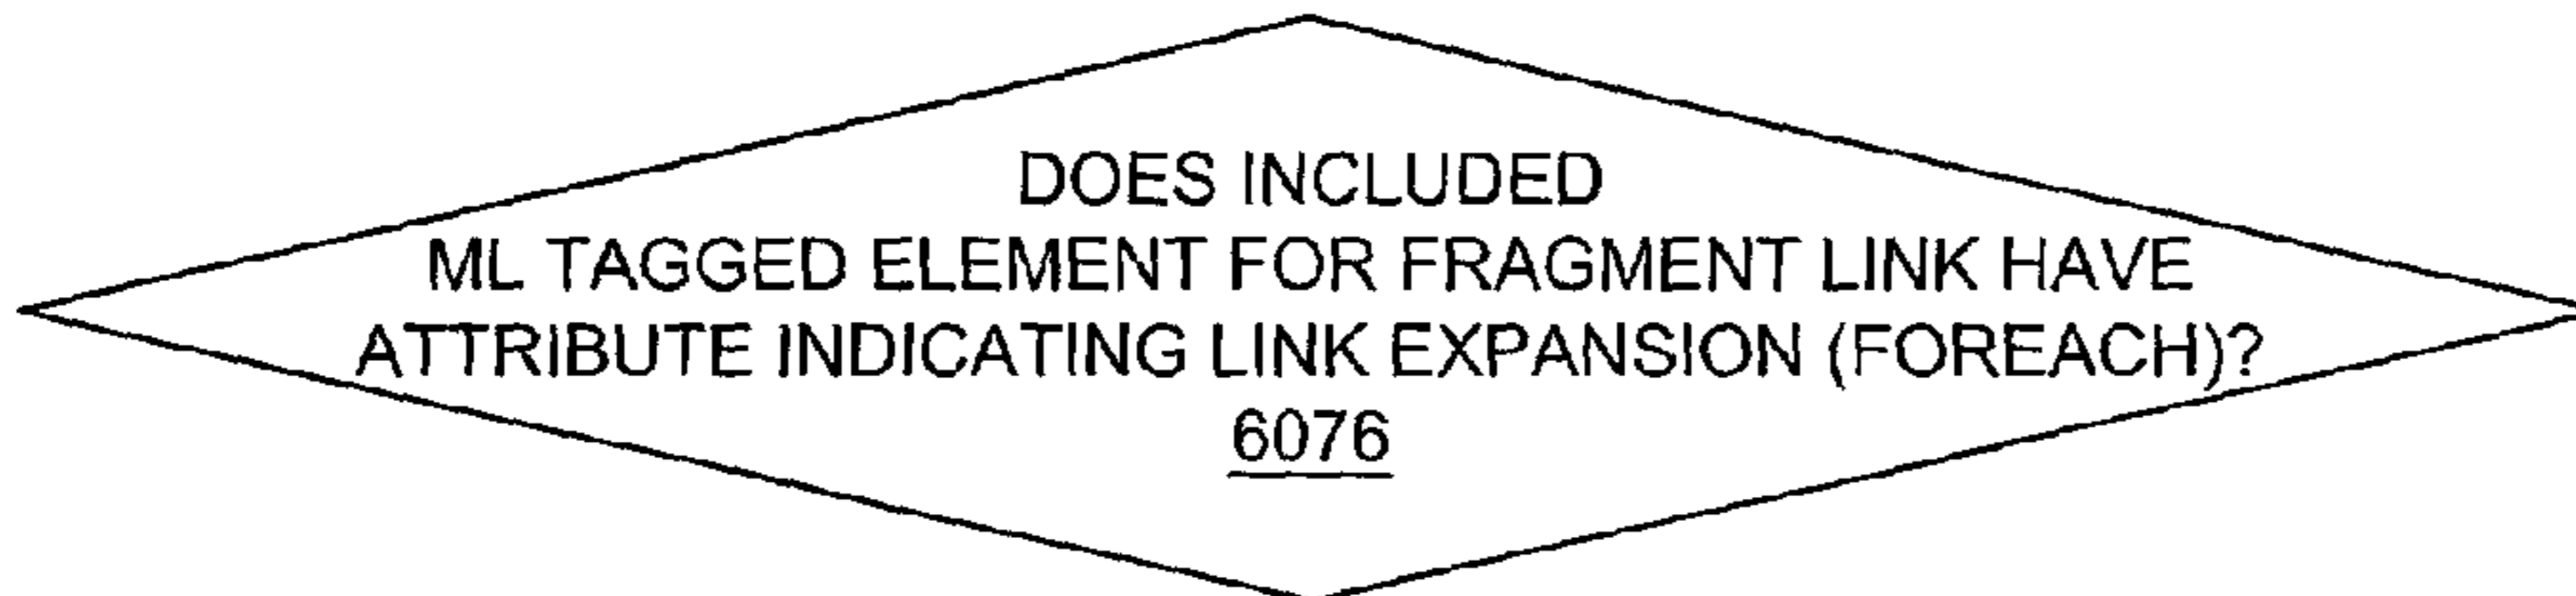 DOES INCLUDED
ML TAGGED ELEMENT FOR FRAGMENT LINK HAVE
ATTRIBUTE INDICATING LINK EXPANSION (FOREACH)?
6076